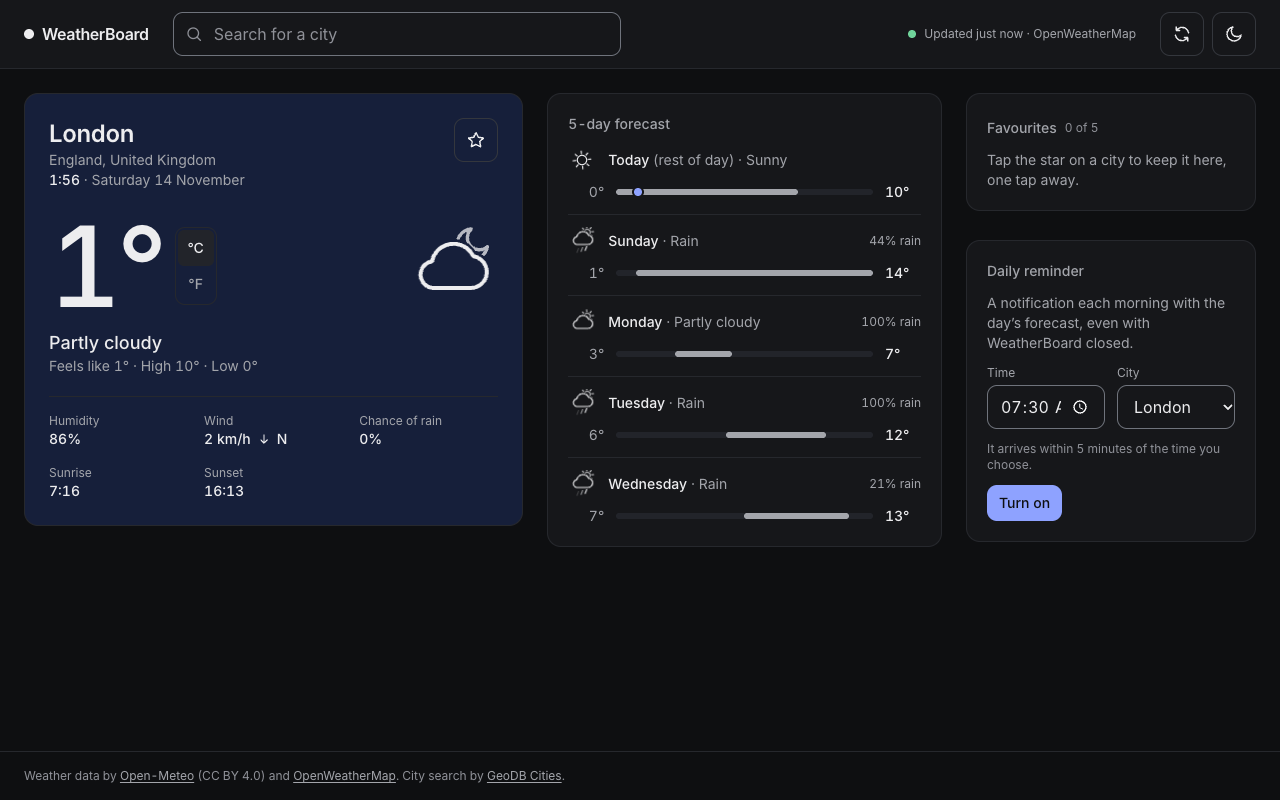 WeatherBoard
Search for a city
Updated just now · OpenWeatherMap
London
England, United Kingdom
1:56 · Saturday 14 November
1°
°C
°F
Partly cloudy
Feels like 1° · High 10° · Low 0°
Humidity
86%
Wind
2 km/h ↓ N
Chance of rain
0%
Sunrise
7:16
Sunset
16:13
5-day forecast
Today (rest of day) · Sunny
0° 10°
Sunday · Rain 44% rain
1° 14°
Monday · Partly cloudy 100% rain
3° 7°
Tuesday · Rain 100% rain
6° 12°
Wednesday · Rain 21% rain
7° 13°
Favourites 0 of 5
Tap the star on a city to keep it here,
one tap away.
Daily reminder
A notification each morning with the
day’s forecast, even with
WeatherBoard closed.
Time
City
07:30
London
It arrives within 5 minutes of the time you
choose.
Turn on
Weather data by Open-Meteo (CC BY 4.0) and OpenWeatherMap. City search by GeoDB Cities.